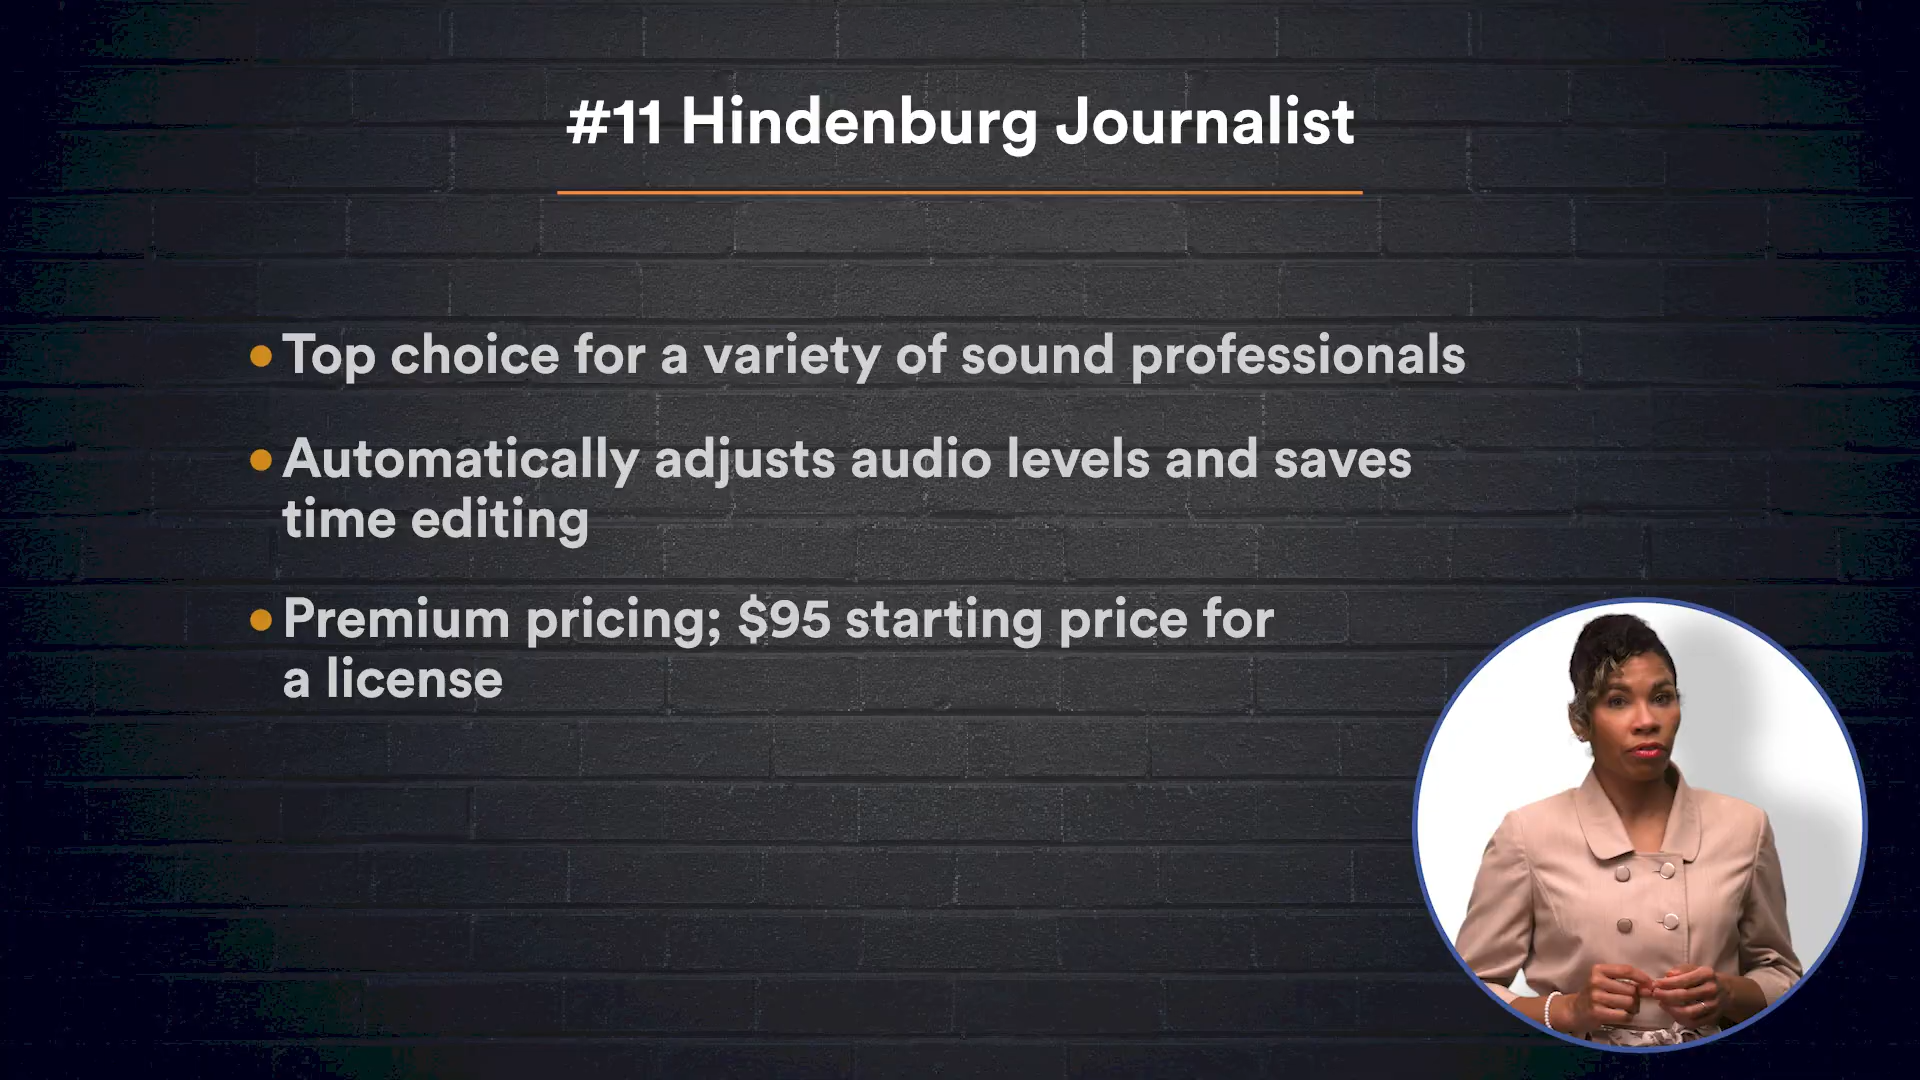 #11 Hindenburg Journalist
Top choice for a variety of sound professionals
Automatically adjusts audio levels and saves
time editing
Premium pricing; $95 starting price for
a license